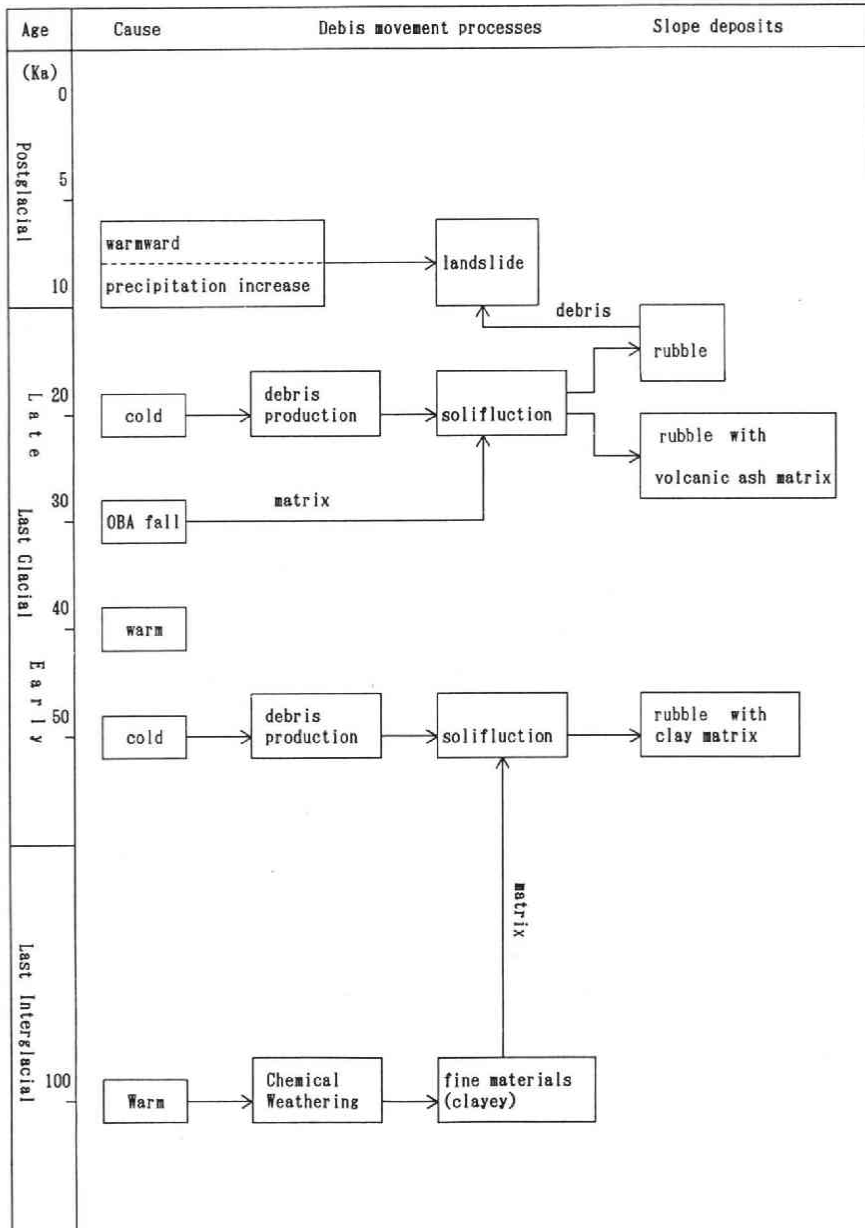 Age Cause Debis movement processes Slope deposits
(Ka)
0
Postglacial
5
warmward
precipitation increase
landslide
10
debris
rubble
Late
20
cold
debris
production
solifluction
rubble with
volcanic ash matrix
30
OBA fall
matrix
Last Glacial
40
warm
Early
50
cold
debris
production
solifluction
rubble with
clay matrix
matrix
Last Interglacial
100
Warm
Chemical
Weathering
fine materials
(clayey)